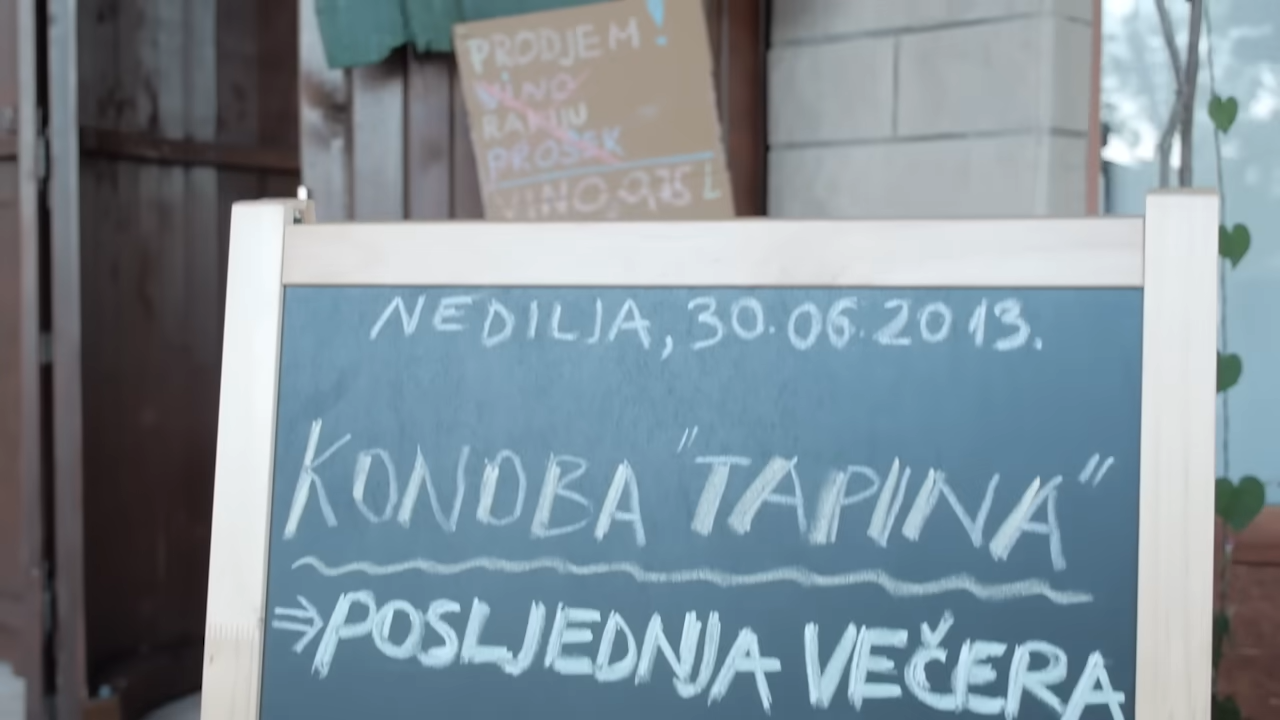 PRODJEM!
VINO
RAKIJU
PROŠEK
VINO 0,75 L
NEDILJA, 30.06.2013.
KONOBA "TAPINA"
⇒ POSLJEDNJA VEČERA